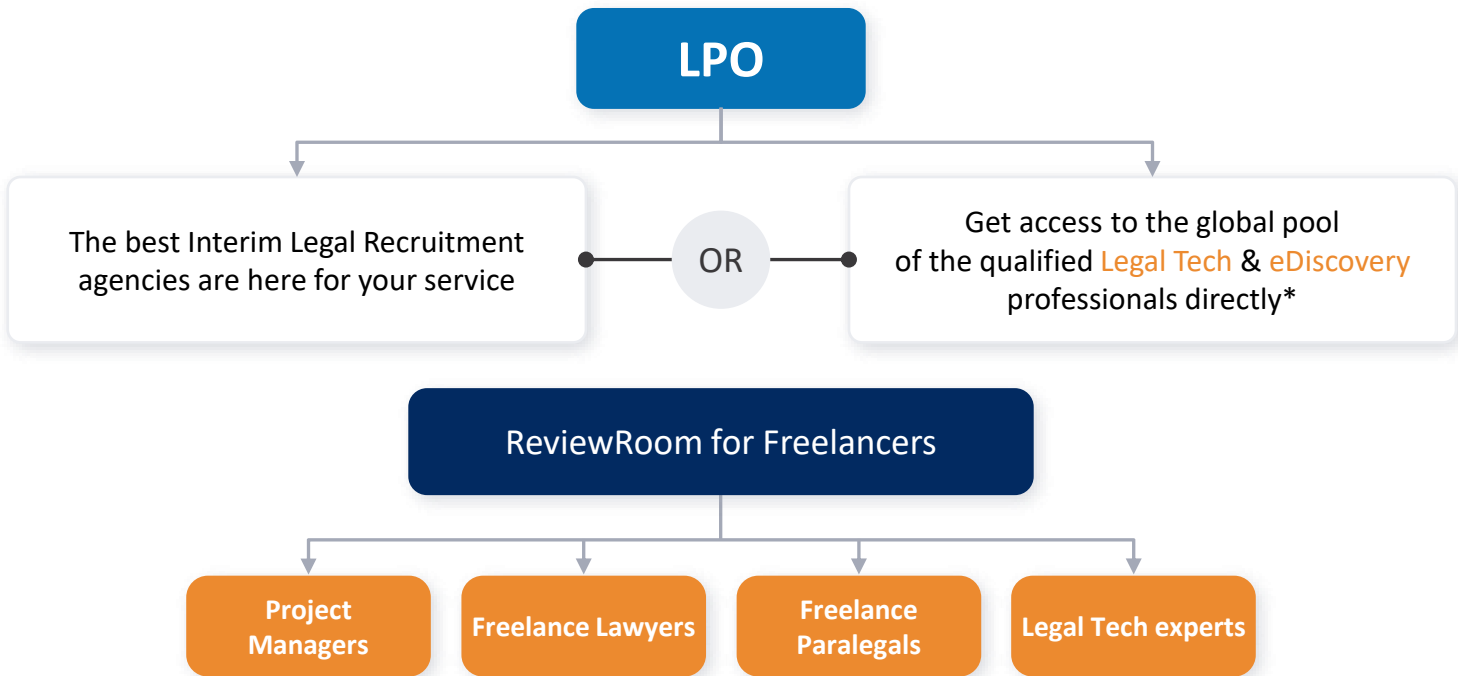 LPO
The best Interim Legal Recruitment
agencies are here for your service
OR
Get access to the global pool
of the qualified Legal Tech & eDiscovery
professionals directly*
ReviewRoom for Freelancers
Project
Managers
Freelance Lawyers
Freelance
Paralegals
Legal Tech experts